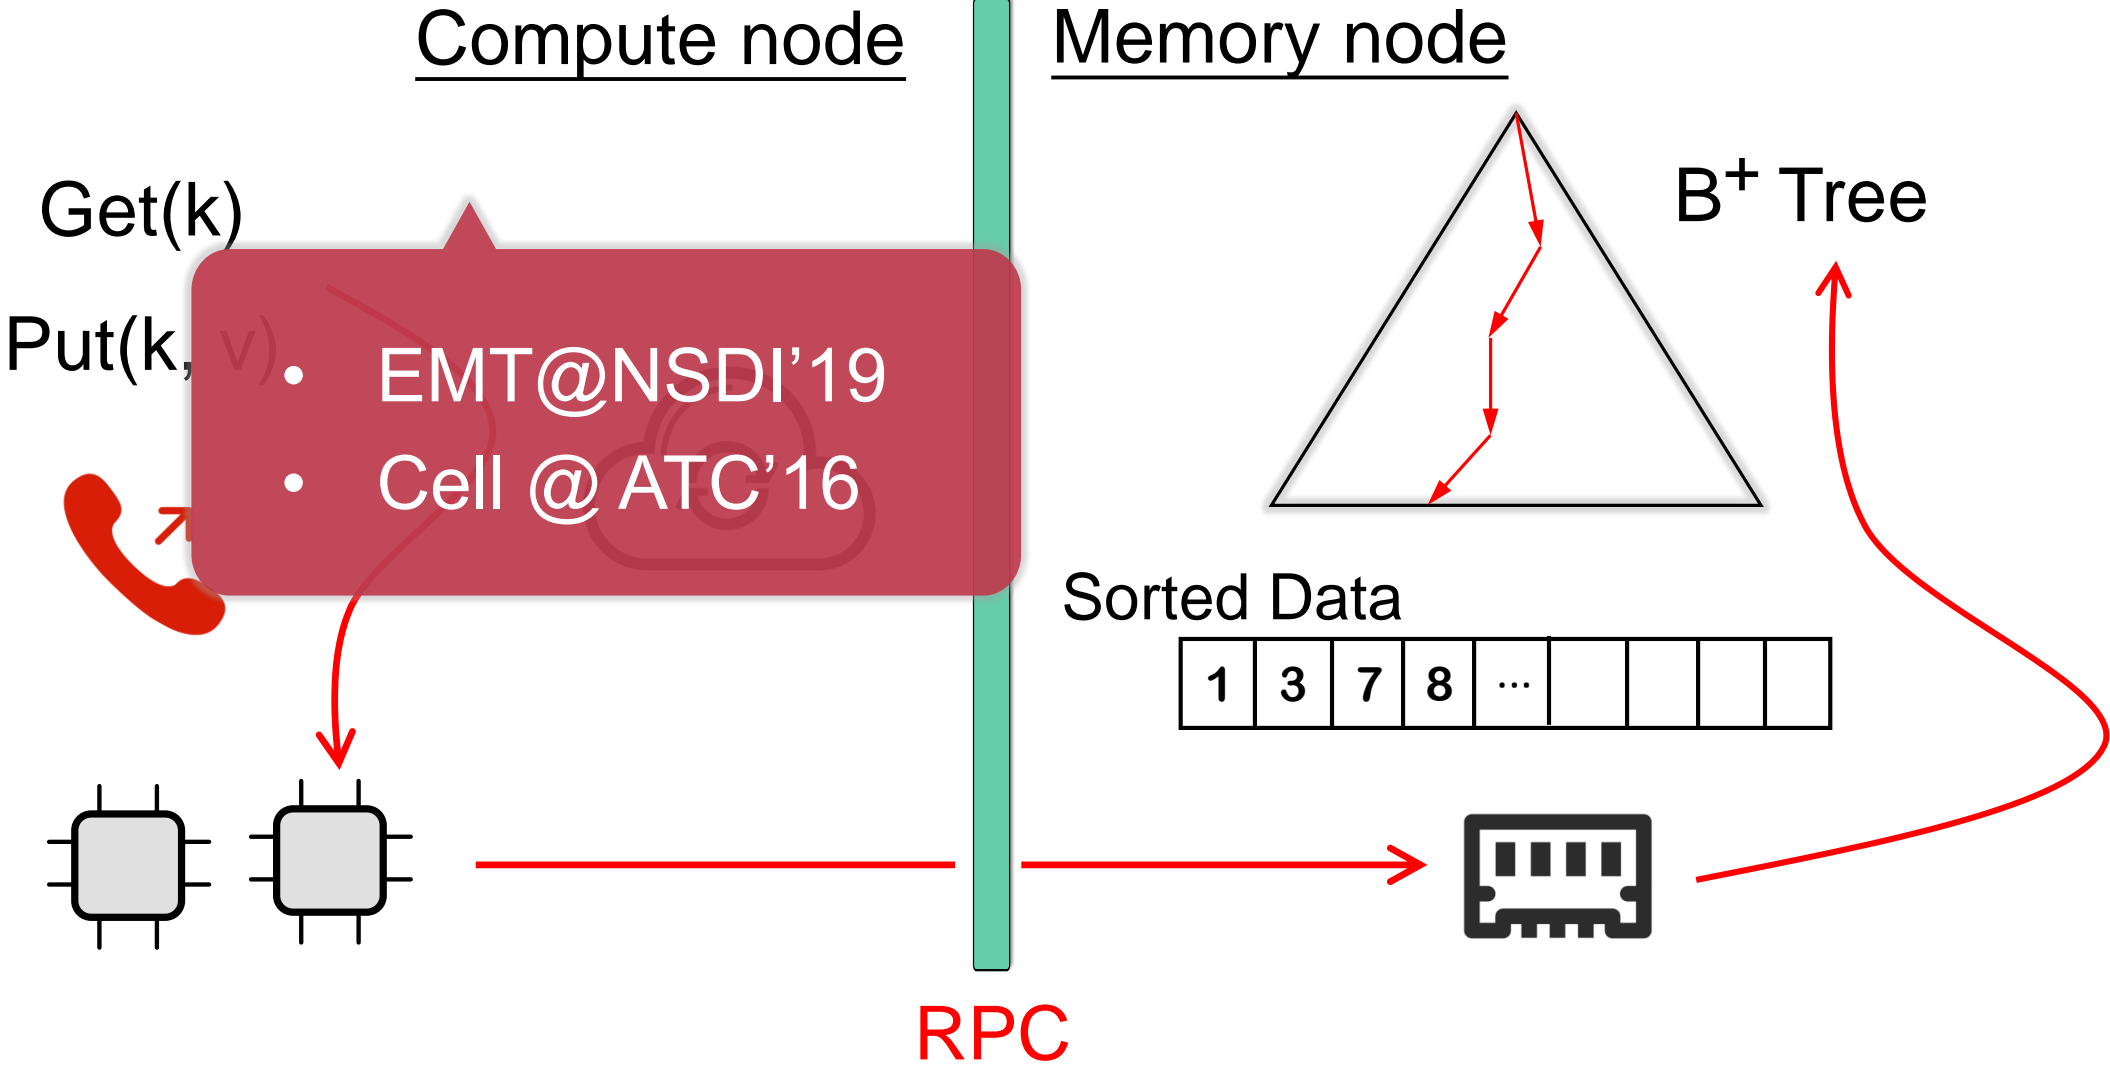 Compute node
Memory node
Get(k)
B+ Tree
Put(k, v)
• EMT@NSDI’19
• Cell @ ATC’16
Sorted Data
1 3 7 8 ...
RPC